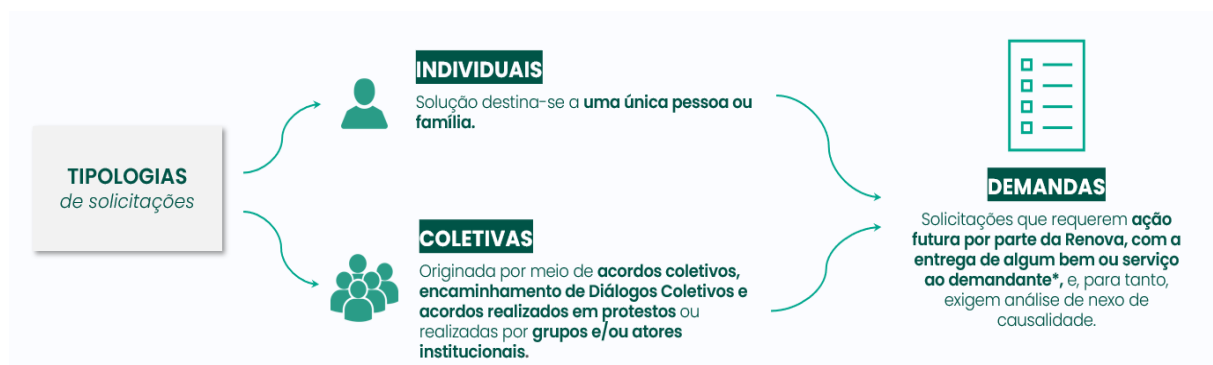 TIPOLOGIAS
de solicitações
INDIVIDUAIS
Solução destina-se a uma única pessoa ou
família.
COLETIVAS
Originada por meio de acordos coletivos,
encaminhamento de Diálogos Coletivos e
acordos realizados em protestos ou
realizadas por grupos e/ou atores
institucionais.
DEMANDAS
Solicitações que requerem ação
futura por parte da Renova, com a
entrega de algum bem ou serviço
ao demandante*, e, para tanto,
exigem análise de nexo de
causalidade.